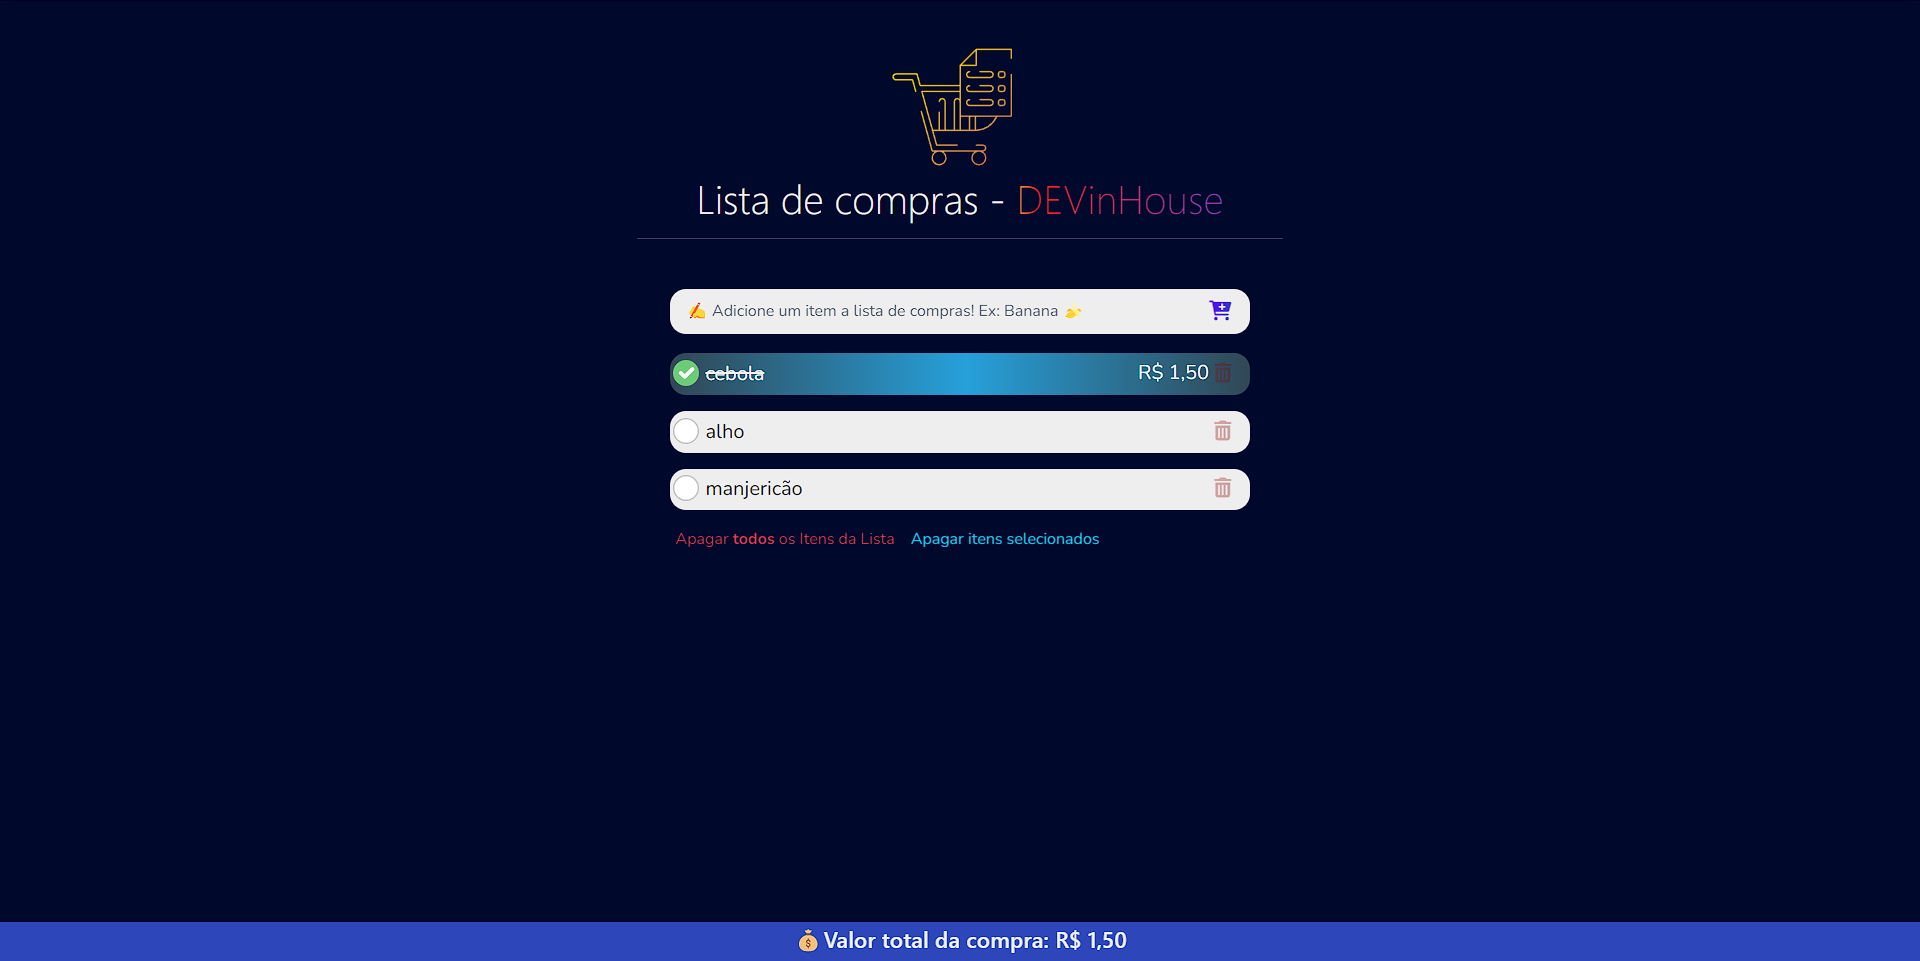 Lista de compras - DEVinHouse
✍ Adicione um item a lista de compras! Ex: Banana 🍌
cebola R$ 1,50
alho
manjericão
Apagar todos os Itens da Lista Apagar itens selecionados
💰 Valor total da compra: R$ 1,50